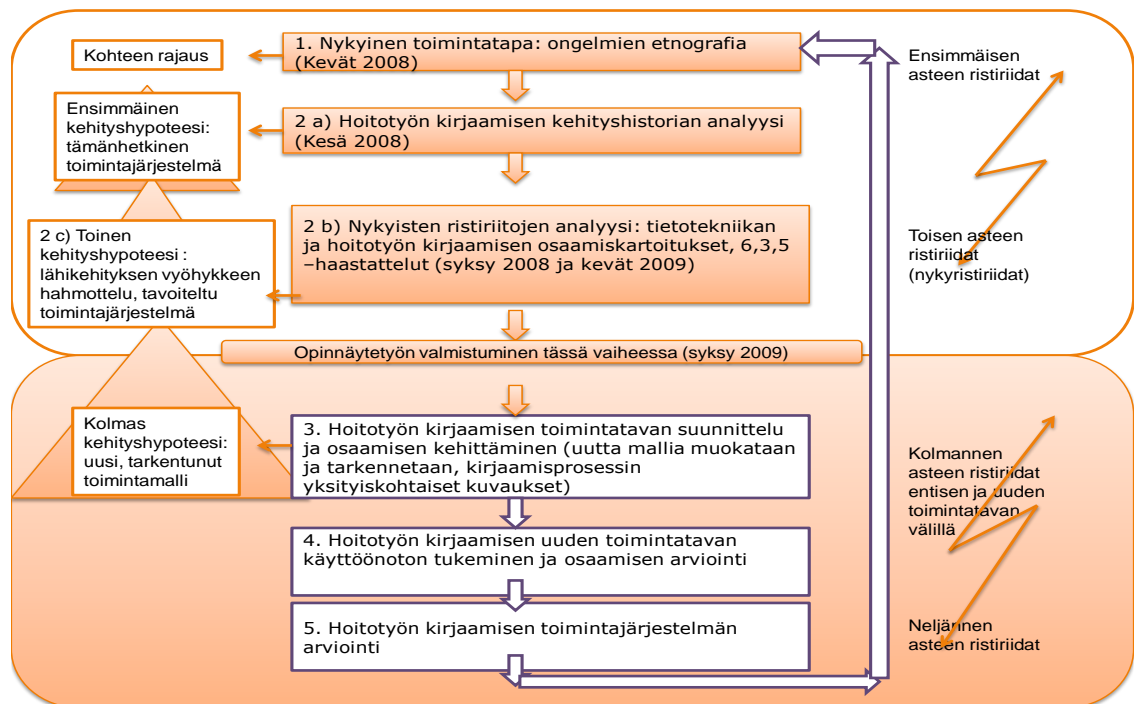 1. Nykyinen toimintatapa: ongelmien etnografia
(Kevät 2008)
Kohteen rajaus
Ensimmäisen
asteen ristiriidat
Ensimmäinen
kehityshypoteesi:
tämänhetkinen
toimintajärjestelmä
2 a) Hoitotyön kirjaamisen kehityshistorian analyysi
(Kesä 2008)
2 b) Nykyisten ristiriitojen analyysi: tietotekniikan
ja hoitotyön kirjaamisen osaamiskartoitukset, 6,3,5
–haastattelut (syksy 2008 ja kevät 2009)
2 c) Toinen
kehityshypoteesi :
lähikehityksen vyöhykkeen
hahmottelu, tavoiteltu
toimintajärjestelmä
Toisen asteen
ristiriidat
(nykyristiriidat)
Opinnäytetyön valmistuminen tässä vaiheessa (syksy 2009)
Kolmas
kehityshypoteesi:
uusi, tarkentunut
toimintamalli
3. Hoitotyön kirjaamisen toimintatavan suunnittelu
ja osaamisen kehittäminen (uutta mallia muokataan
ja tarkennetaan, kirjaamisprosessin
yksityiskohtaiset kuvaukset)
Kolmannen
asteen ristiriidat
entisen ja uuden
toimintatavan
välillä
4. Hoitotyön kirjaamisen uuden toimintatavan
käyttöönoton tukeminen ja osaamisen arviointi
5. Hoitotyön kirjaamisen toimintajärjestelmän
arviointi
Neljännen
asteen ristiriidat